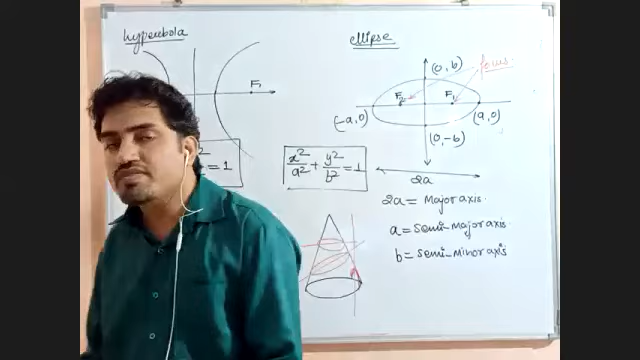 hyperbola
F₁
2
= 1
ellipse
(0, b)
focus
F₂ F₁
(-a, 0)
(a, 0)
(0, -b)
x²/a² + y²/b² = 1
2a
2a = Major axis.
a = Semi-major axis.
b = Semi-minor axis